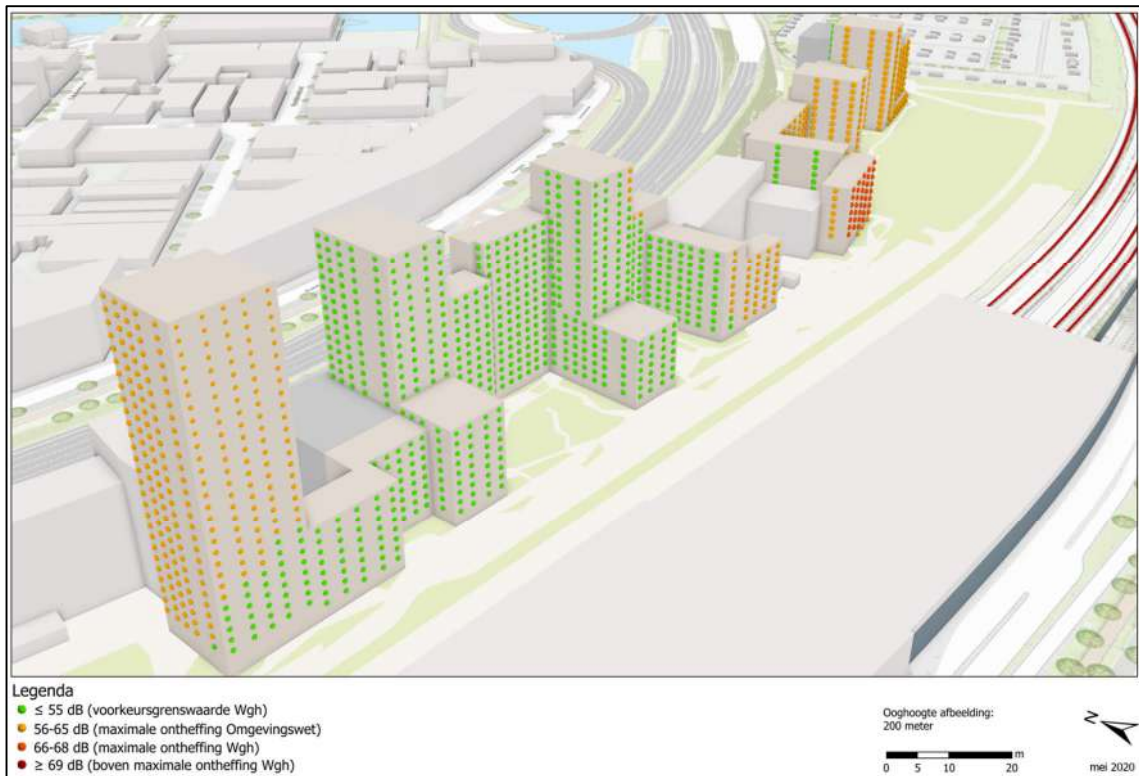 Legenda
≤ 55 dB (voorkeursgrenswaarde Wgh)
56-65 dB (maximale ontheffing Omgevingswet)
66-68 dB (maximale ontheffing Wgh)
≥ 69 dB (boven maximale ontheffing Wgh)
Ooghoogte afbeelding:
200 meter
N
m
0 5 10 20
mei 2020